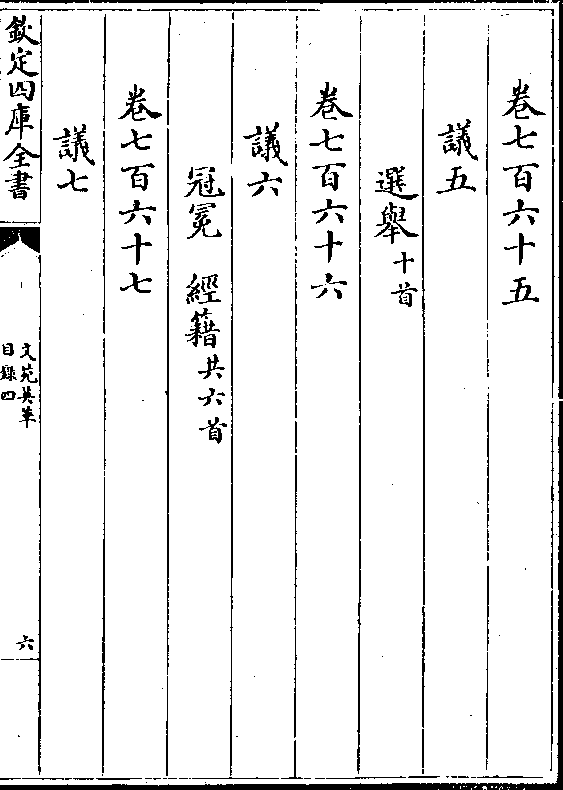 卷七百六十五
議五
選舉十首
卷七百六十六
議六
冠冕 經籍共六首
卷七百六十七
議七
欽定四庫全書
文苑英華
目錄四
六